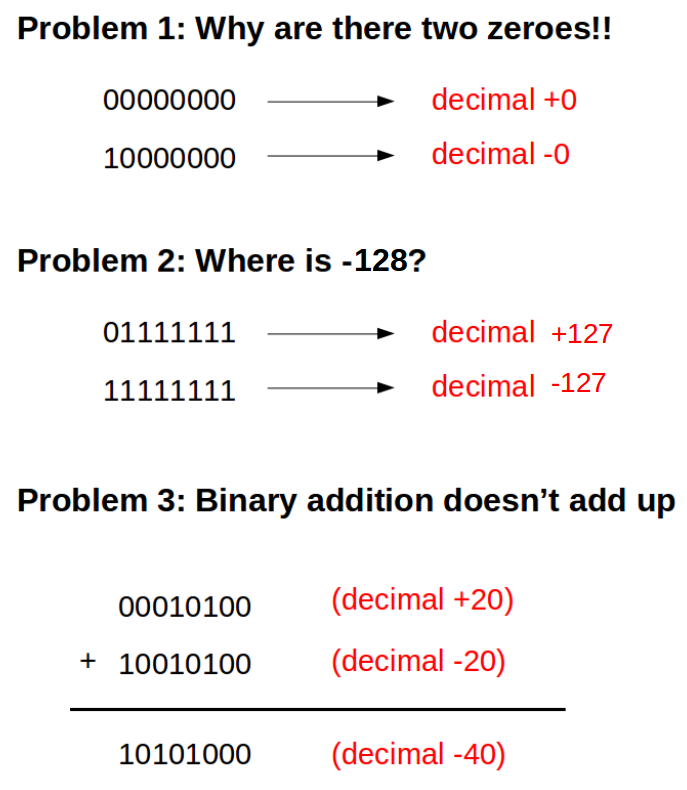 Problem 1: Why are there two zeroes!!
00000000 decimal +0
10000000 decimal -0
Problem 2: Where is -128?
01111111 decimal +127
11111111 decimal -127
Problem 3: Binary addition doesn’t add up
00010100 (decimal +20)
+ 10010100 (decimal -20)
10101000 (decimal -40)